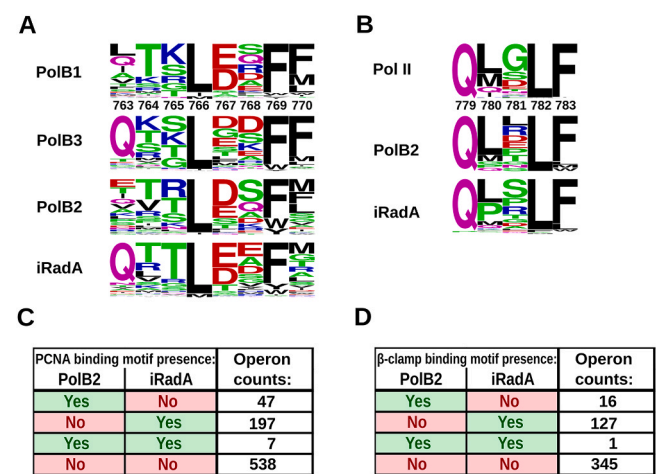 A
PolB1
763 764 765 766 767 768 769 770
PolB3
PolB2
iRadA
B
Pol II
779 780 781 782 783
PolB2
iRadA
C
PCNA binding motif presence: Operon counts:
PolB2 iRadA
Yes No 47
No Yes 197
Yes Yes 7
No No 538
D
β-clamp binding motif presence: Operon counts:
PolB2 iRadA
Yes No 16
No Yes 127
Yes Yes 1
No No 345